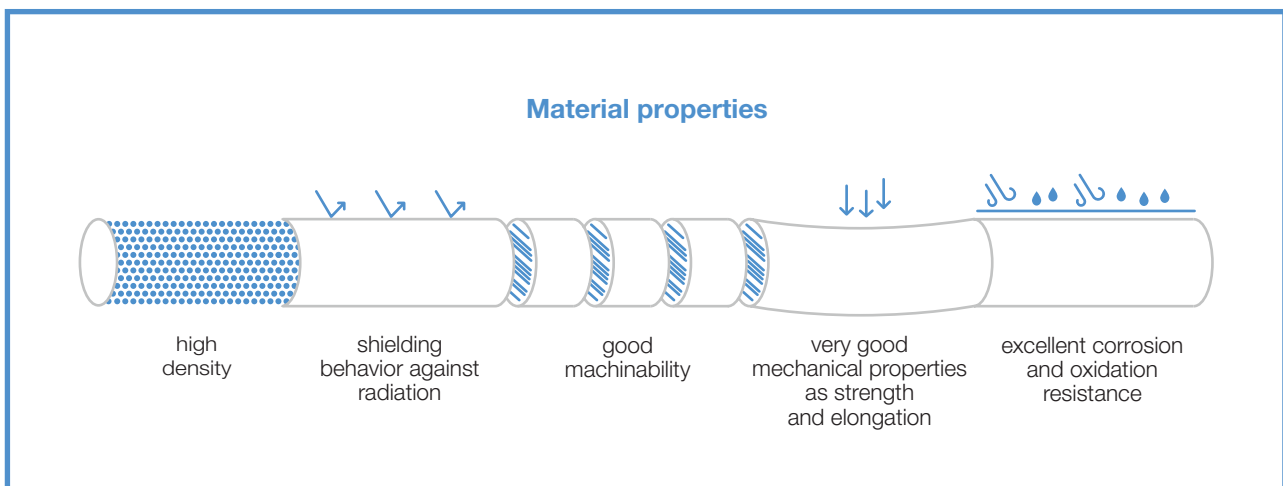 Material properties
high
density
shielding
behavior against
radiation
good
machinability
very good
mechanical properties
as strength
and elongation
excellent corrosion
and oxidation
resistance